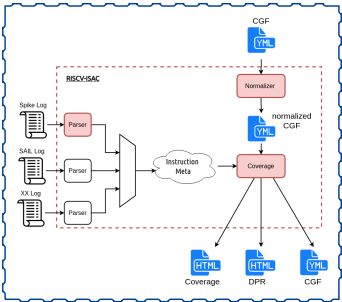 CGF
YML
RISCV-ISAC
Normalizer
Spike Log
Parser
normalized
CGF
YML
SAIL Log
Parser
Instruction
Meta
Coverage
XX Log
Parser
HTML
HTML
YML
Coverage
DPR
CGF